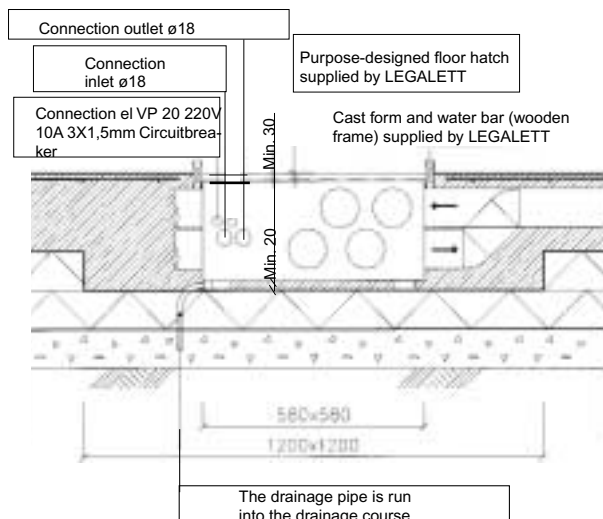 Connection outlet ø18
Connection
inlet ø18
Purpose-designed floor hatch
supplied by LEGALETT
Connection el VP 20 220V
10A 3X1,5mm Circuitbrea-
ker
Cast form and water bar (wooden
frame) supplied by LEGALETT
Min. 30
Min. 20
580x580
1200x1200
The drainage pipe is run
into the drainage course